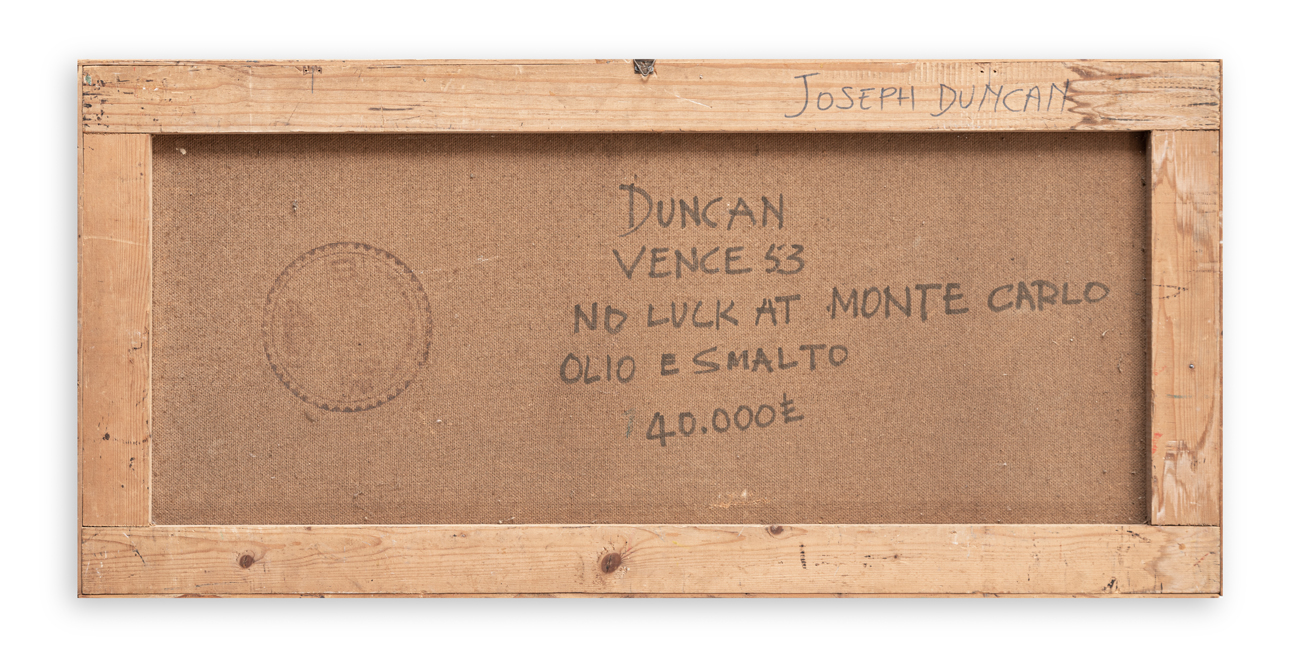 JOSEPH DUNCAN
DUNCAN
VENCE 53
NO LUCK AT MONTE CARLO
OLIO E SMALTO
40.000₤